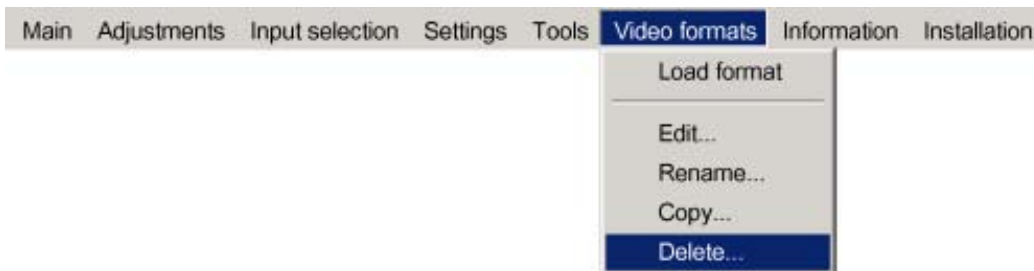 Main Adjustments Input selection Settings Tools Video formats Information Installation
Load format
Edit...
Rename...
Copy...
Delete...